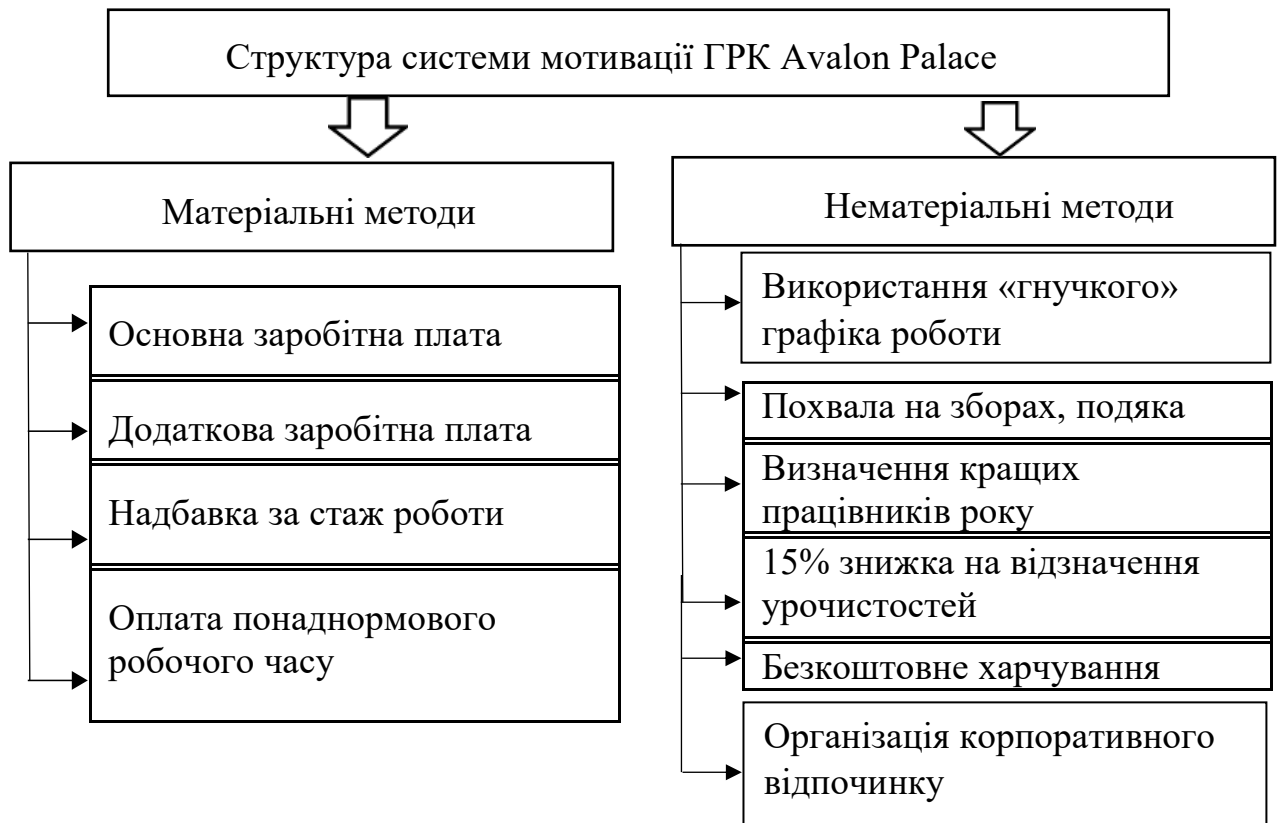 Структура системи мотивації ГРК Avalon Palace
Матеріальні методи
Основна заробітна плата
Додаткова заробітна плата
Надбавка за стаж роботи
Оплата понаднормового
робочого часу
Нематеріальні методи
Використання «гнучкого»
графіка роботи
Похвала на зборах, подяка
Визначення кращих
працівників року
15% знижка на відзначення
урочистостей
Безкоштовне харчування
Організація корпоративного
відпочинку